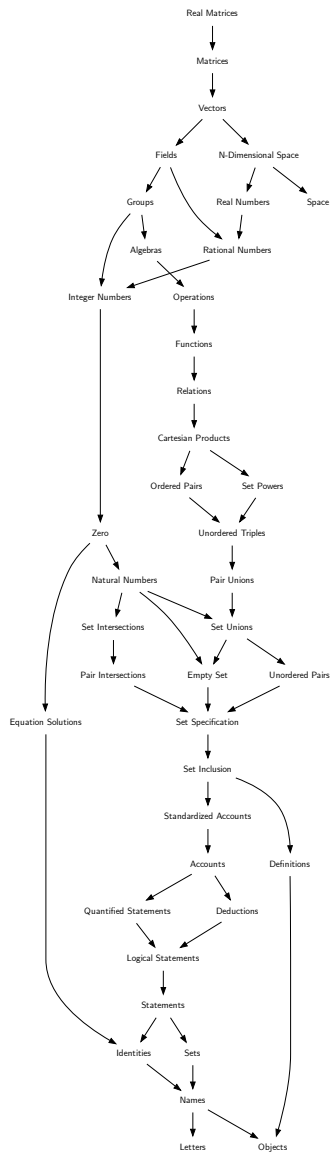 Real Matrices
Matrices
Vectors
Fields
N-Dimensional Space
Groups
Real Numbers
Space
Algebras
Rational Numbers
Integer Numbers
Operations
Functions
Relations
Cartesian Products
Ordered Pairs
Set Powers
Zero
Unordered Triples
Natural Numbers
Pair Unions
Set Intersections
Set Unions
Pair Intersections
Empty Set
Unordered Pairs
Equation Solutions
Set Specification
Set Inclusion
Standardized Accounts
Accounts
Definitions
Quantified Statements
Deductions
Logical Statements
Statements
Identities
Sets
Names
Letters
Objects